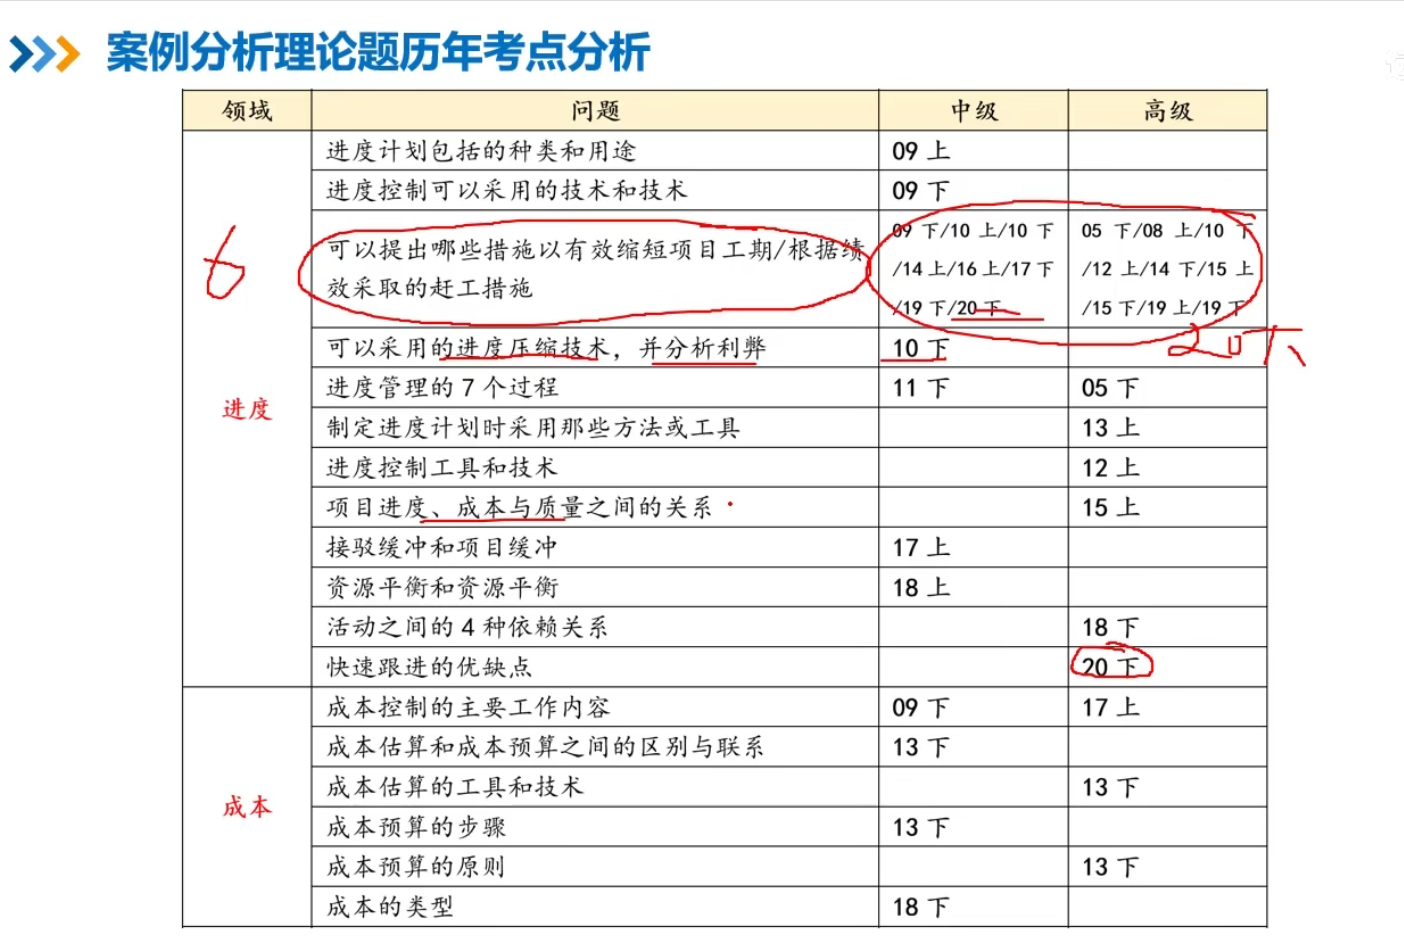 案例分析理论题历年考点分析
领域 问题 中级 高级
进度计划包括的种类和用途 09 上
进度控制可以采用的技术和技术 09 下
可以提出哪些措施以有效缩短项目工期/根据绩
效采取的赶工措施
09 下/10 上/10 下
/14 上/16 上/17 下
/19 下/20 下
05 下/08 上/10 下
/12 上/14 下/15 上
/15 下/19 上/19 下
6
20下
可以采用的进度压缩技术，并分析利弊 10 下
进度管理的 7 个过程 11 下 05 下
进度
制定进度计划时采用那些方法或工具 13 上
进度控制工具和技术 12 上
项目进度、成本与质量之间的关系 15 上
接驳缓冲和项目缓冲 17 上
资源平衡和资源平衡 18 上
活动之间的 4 种依赖关系 18 下
快速跟进的优缺点 20 下
成本控制的主要工作内容 09 下 17 上
成本估算和成本预算之间的区别与联系 13 下
成本估算的工具和技术 13 下
成本
成本预算的步骤 13 下
成本预算的原则 13 下
成本的类型 18 下